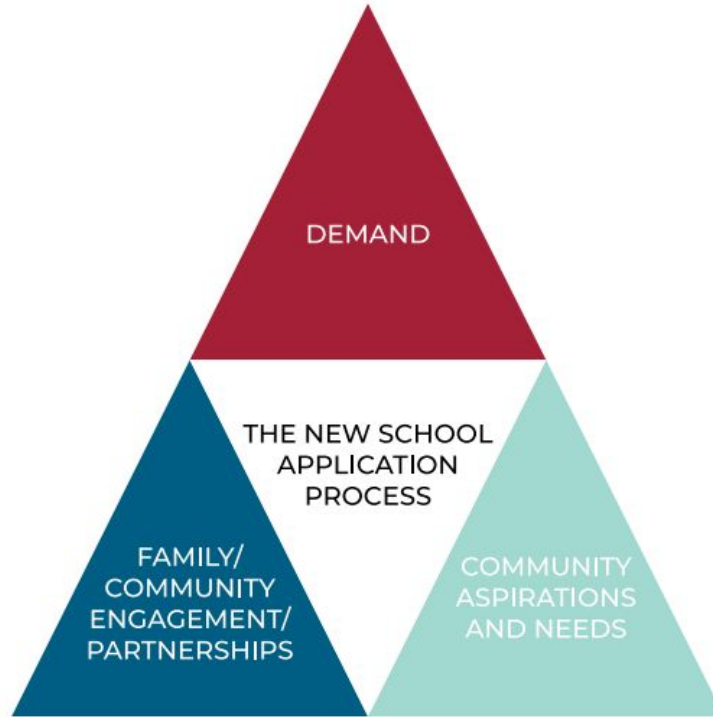 DEMAND
THE NEW SCHOOL
APPLICATION
PROCESS
FAMILY/
COMMUNITY
ENGAGEMENT/
PARTNERSHIPS
COMMUNITY
ASPIRATIONS
AND NEEDS